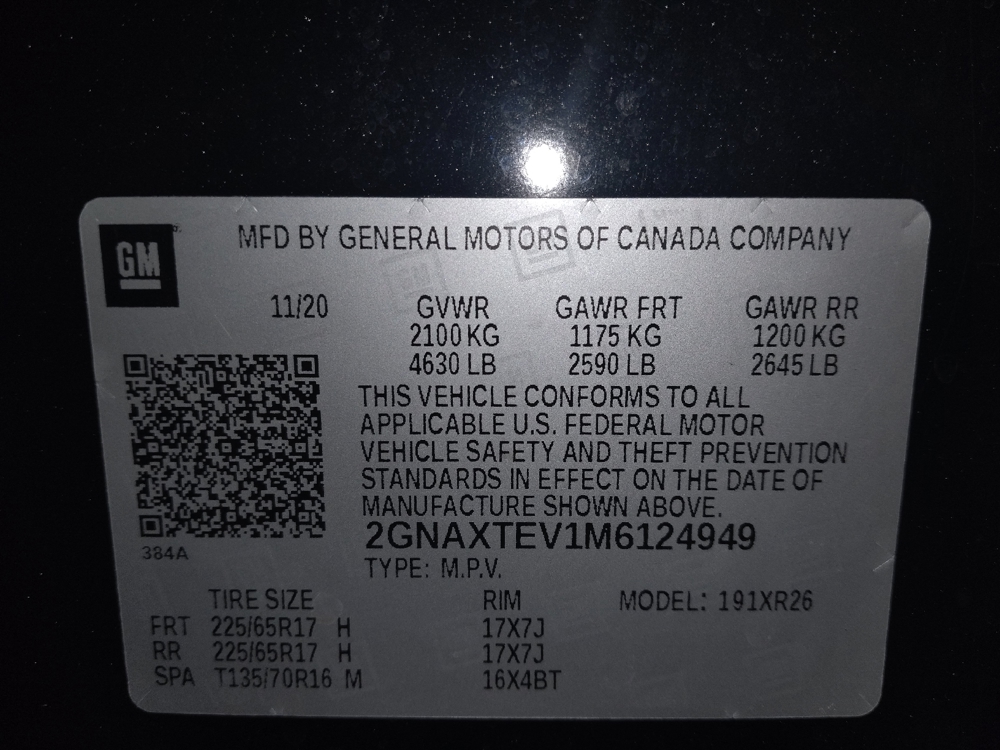 GM
MFD BY GENERAL MOTORS OF CANADA COMPANY
11/20 GVWR GAWR FRT GAWR RR
2100 KG 1175 KG 1200 KG
4630 LB 2590 LB 2645 LB
THIS VEHICLE CONFORMS TO ALL
APPLICABLE U.S. FEDERAL MOTOR
VEHICLE SAFETY AND THEFT PREVENTION
STANDARDS IN EFFECT ON THE DATE OF
MANUFACTURE SHOWN ABOVE.
2GNAXTEV1M6124949
384A
TYPE: M.P.V.
TIRE SIZE RIM MODEL: 191XR26
FRT 225/65R17 H 17X7J
RR 225/65R17 H 17X7J
SPA T135/70R16 M 16X4BT